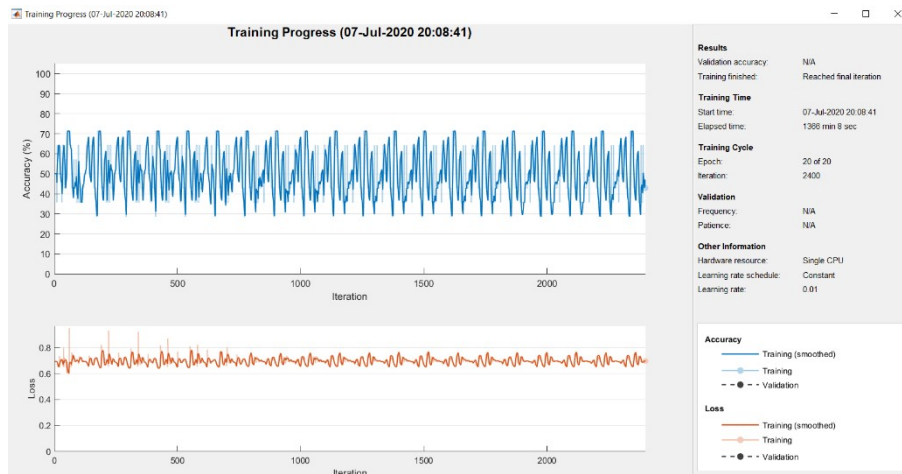 Training Progress (07-Jul-2020 20:08:41)
Training Progress (07-Jul-2020 20:08:41)
Accuracy (%)
100
90
80
70
60
50
40
30
20
10
0
0 500 1000 1500 2000
Iteration
Loss
0.8
0.6
0.4
0.2
0
0 500 1000 1500 2000
Iteration
Results
Validation accuracy: N/A
Training finished: Reached final iteration
Training Time
Start time: 07-Jul-2020 20:08:41
Elapsed time: 1366 min 8 sec
Training Cycle
Epoch: 20 of 20
Iteration: 2400
Validation
Frequency: N/A
Patience: N/A
Other Information
Hardware resource: Single CPU
Learning rate schedule: Constant
Learning rate: 0.01
Accuracy
Training (smoothed)
Training
Validation
Loss
Training (smoothed)
Training
Validation